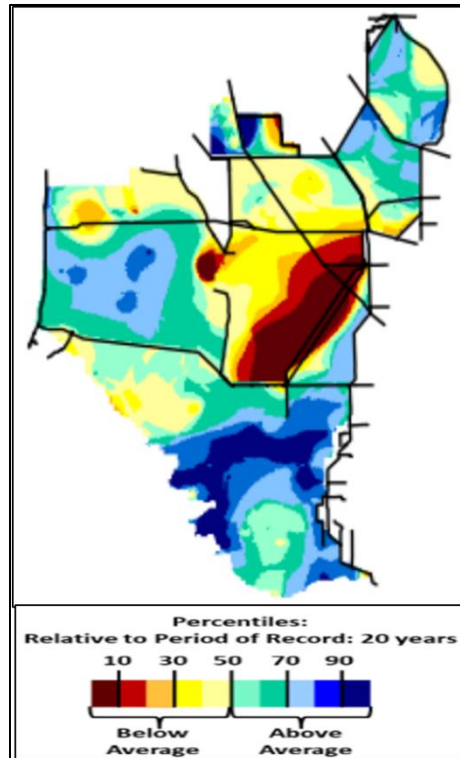 Percentiles:
Relative to Period of Record: 20 years
10 30 50 70 90
Below Above
Average Average